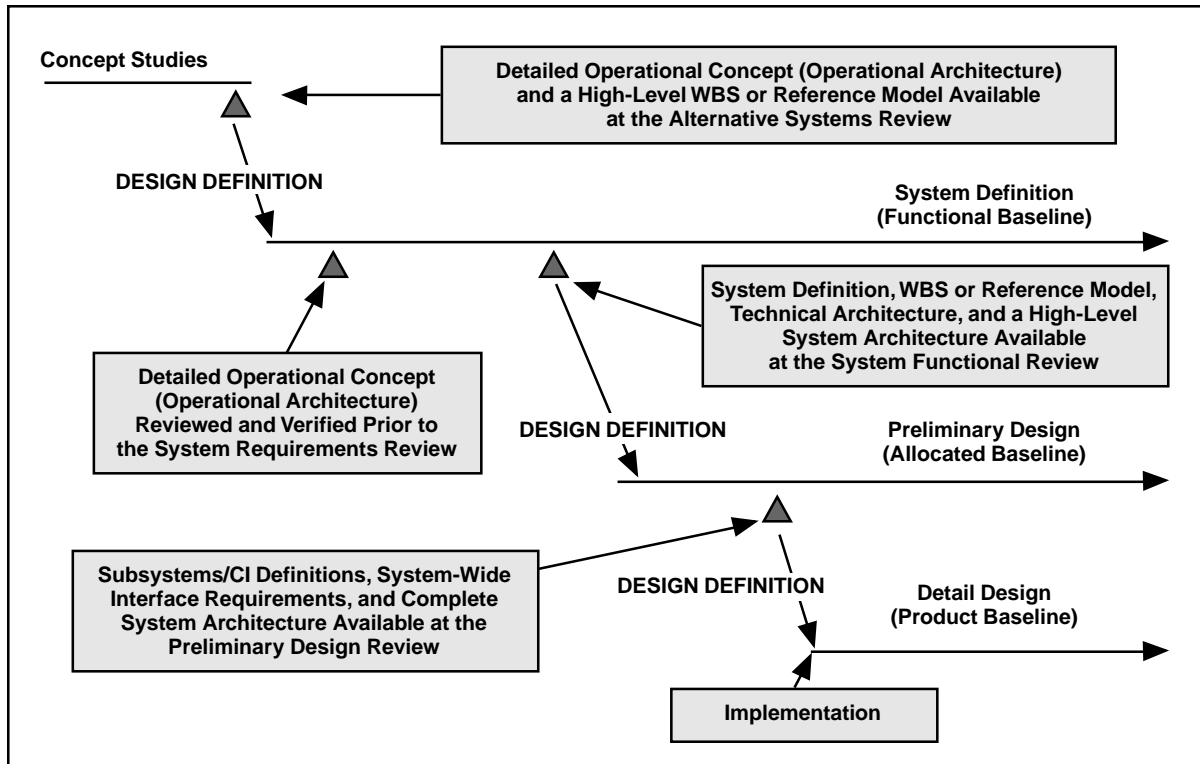 Concept Studies
Detailed Operational Concept (Operational Architecture)
and a High-Level WBS or Reference Model Available
at the Alternative Systems Review
DESIGN DEFINITION
System Definition
(Functional Baseline)
System Definition, WBS or Reference Model,
Technical Architecture, and a High-Level
System Architecture Available
at the System Functional Review
Detailed Operational Concept
(Operational Architecture)
Reviewed and Verified Prior to
the System Requirements Review
DESIGN DEFINITION
Preliminary Design
(Allocated Baseline)
Subsystems/CI Definitions, System-Wide
Interface Requirements, and Complete
System Architecture Available at the
Preliminary Design Review
DESIGN DEFINITION
Detail Design
(Product Baseline)
Implementation